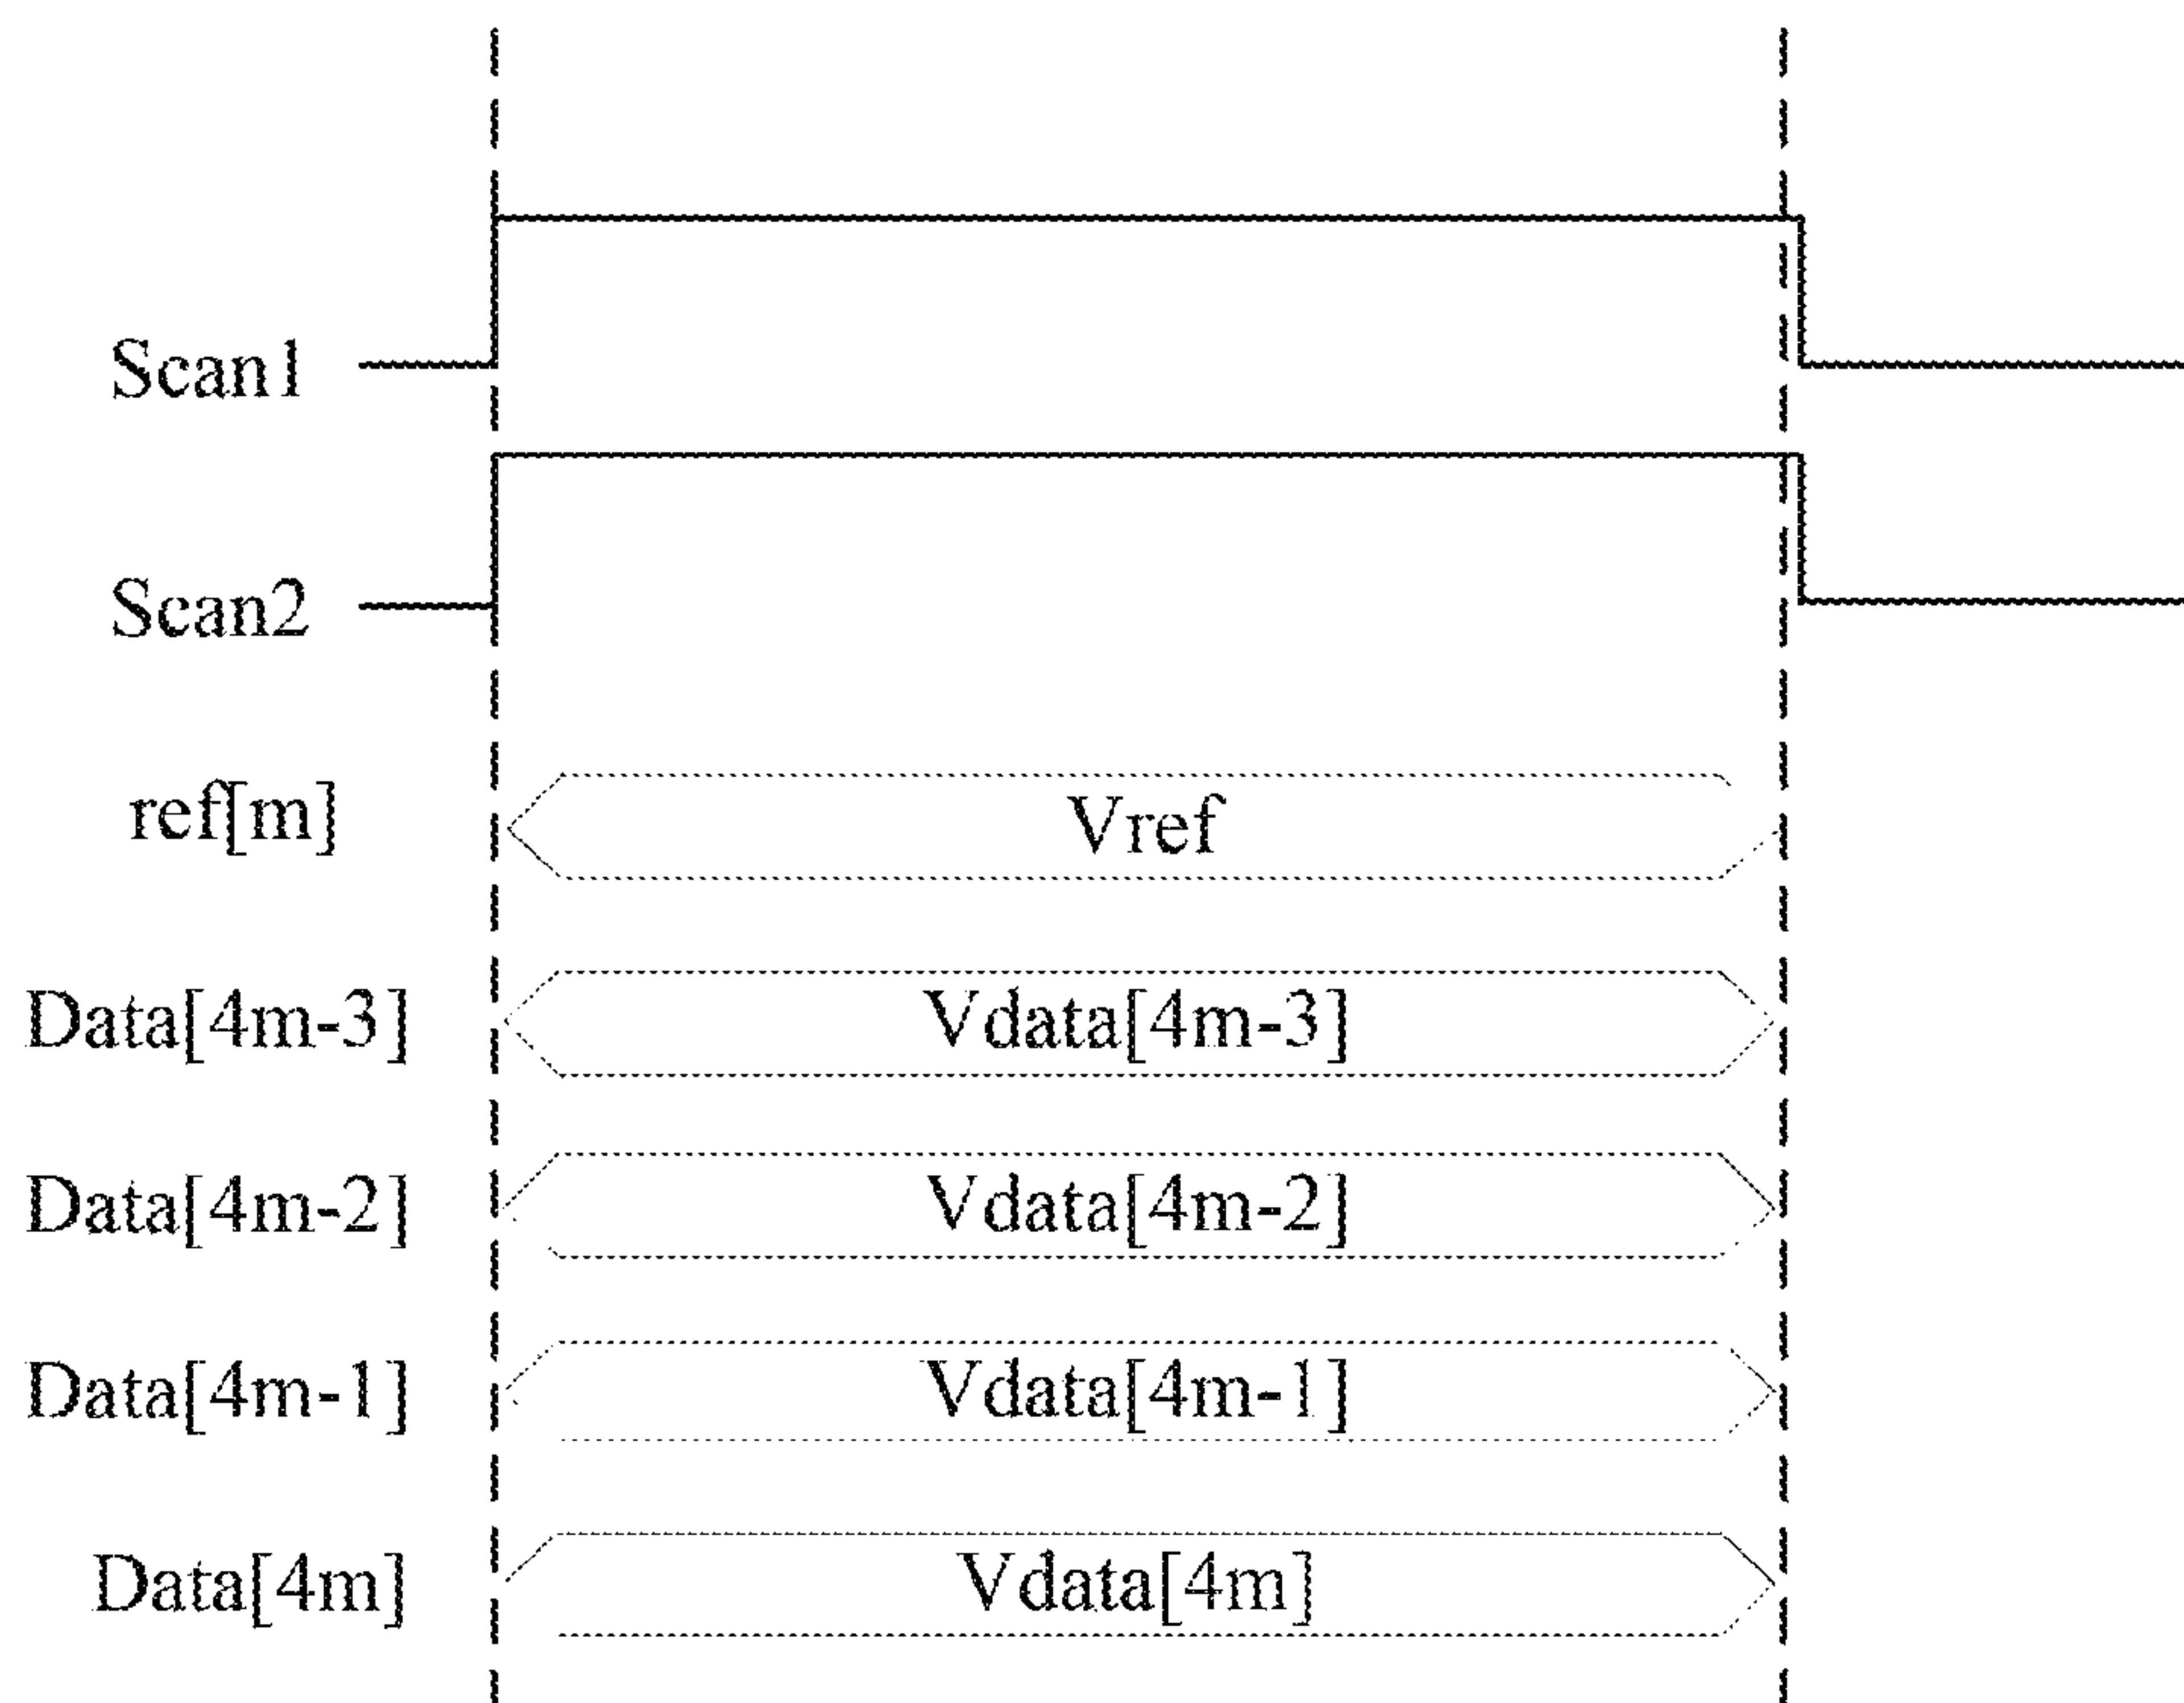 Scan1
Scan2
ref[m] Vref
Data[4m-3] Vdata[4m-3]
Data[4m-2] Vdata[4m-2]
Data[4m-1] Vdata[4m-1]
Data[4m] Vdata[4m]